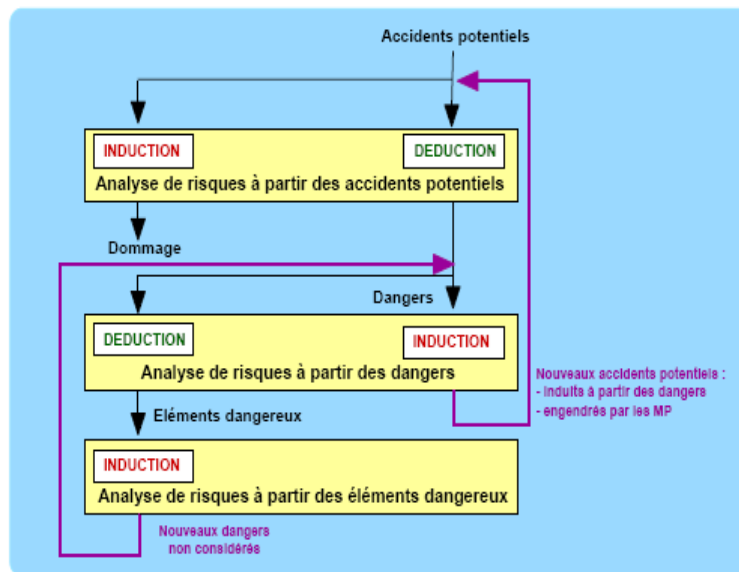 Accidents potentiels
INDUCTION
DEDUCTION
Analyse de risques à partir des accidents potentiels
Dommage
Dangers
DEDUCTION
INDUCTION
Analyse de risques à partir des dangers
Nouveaux accidents potentiels :
- induits à partir des dangers
- engendrés par les MP
Eléments dangereux
INDUCTION
Analyse de risques à partir des éléments dangereux
Nouveaux dangers
non considérés